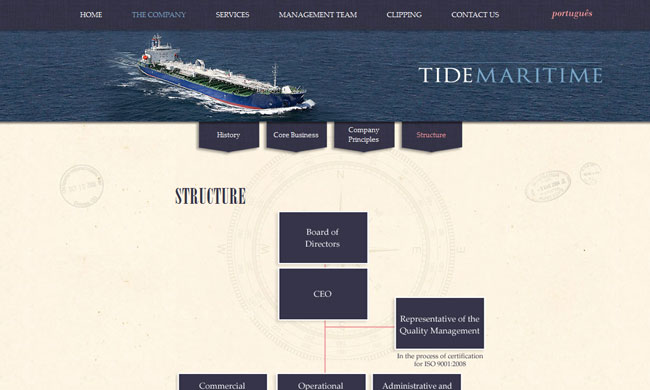 HOME THE COMPANY SERVICES MANAGEMENT TEAM CLIPPING CONTACT US português
TIDEMARITIME
History
Core Business
Company
Principles
Structure
STRUCTURE
Board of
Directors
CEO
Representative of the
Quality Management
In the process of certification
for ISO 9001:2008
Commercial
Operational
Administrative and